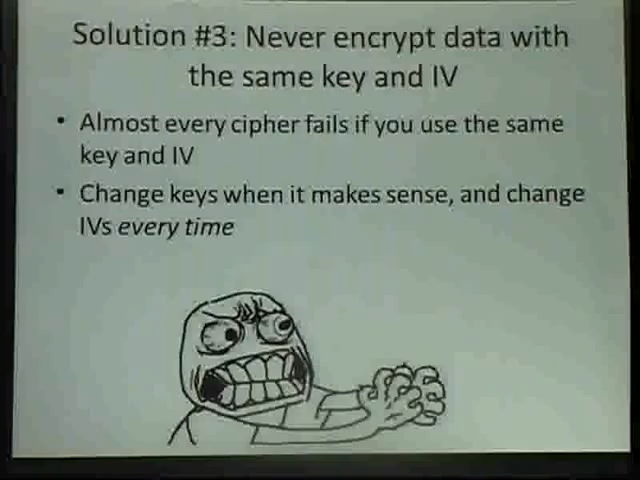 Solution #3: Never encrypt data with
the same key and IV
• Almost every cipher fails if you use the same
key and IV
• Change keys when it makes sense, and change
IVs every time